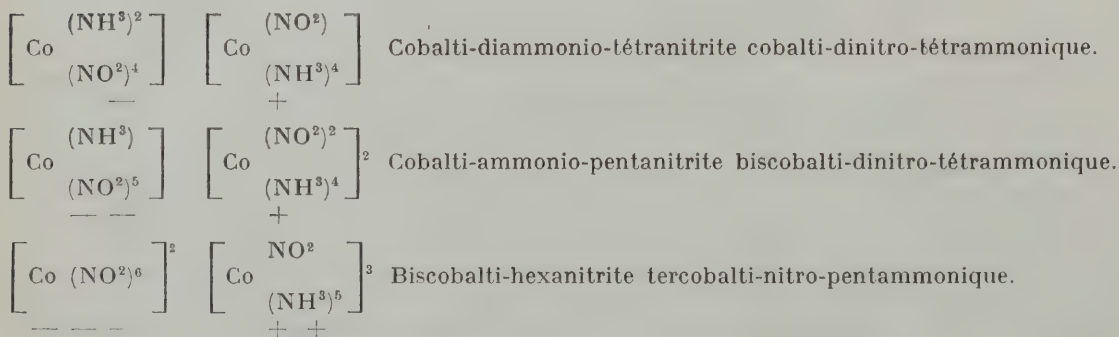 [Co (NH³)² (NO²)⁴]⁻ [Co (NO²) (NH³)⁴]⁺ Cobalti-diammonio-tétranitrite cobalti-dinitro-tétrammonique.
[Co (NH³) (NO²)⁵]⁻ ⁻ [Co (NO²)² (NH³)⁴]² ⁺ Cobalti-ammonio-pentanitrite biscobalti-dinitro-tétrammonique.
[Co (NO²)⁶]² ⁻ ⁻ ⁻ [Co NO² (NH³)⁵]³ ⁺ ⁺ Biscobalti-hexanitrite tercobalti-nitro-pentammonique.